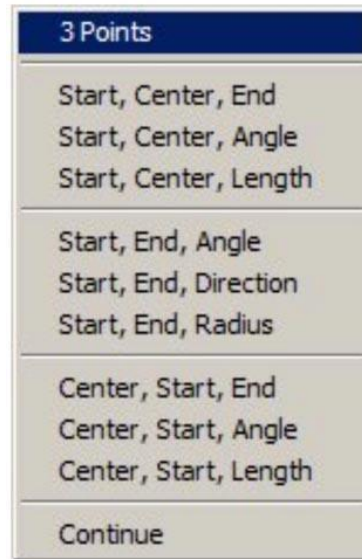 3 Points
Start, Center, End
Start, Center, Angle
Start, Center, Length
Start, End, Angle
Start, End, Direction
Start, End, Radius
Center, Start, End
Center, Start, Angle
Center, Start, Length
Continue